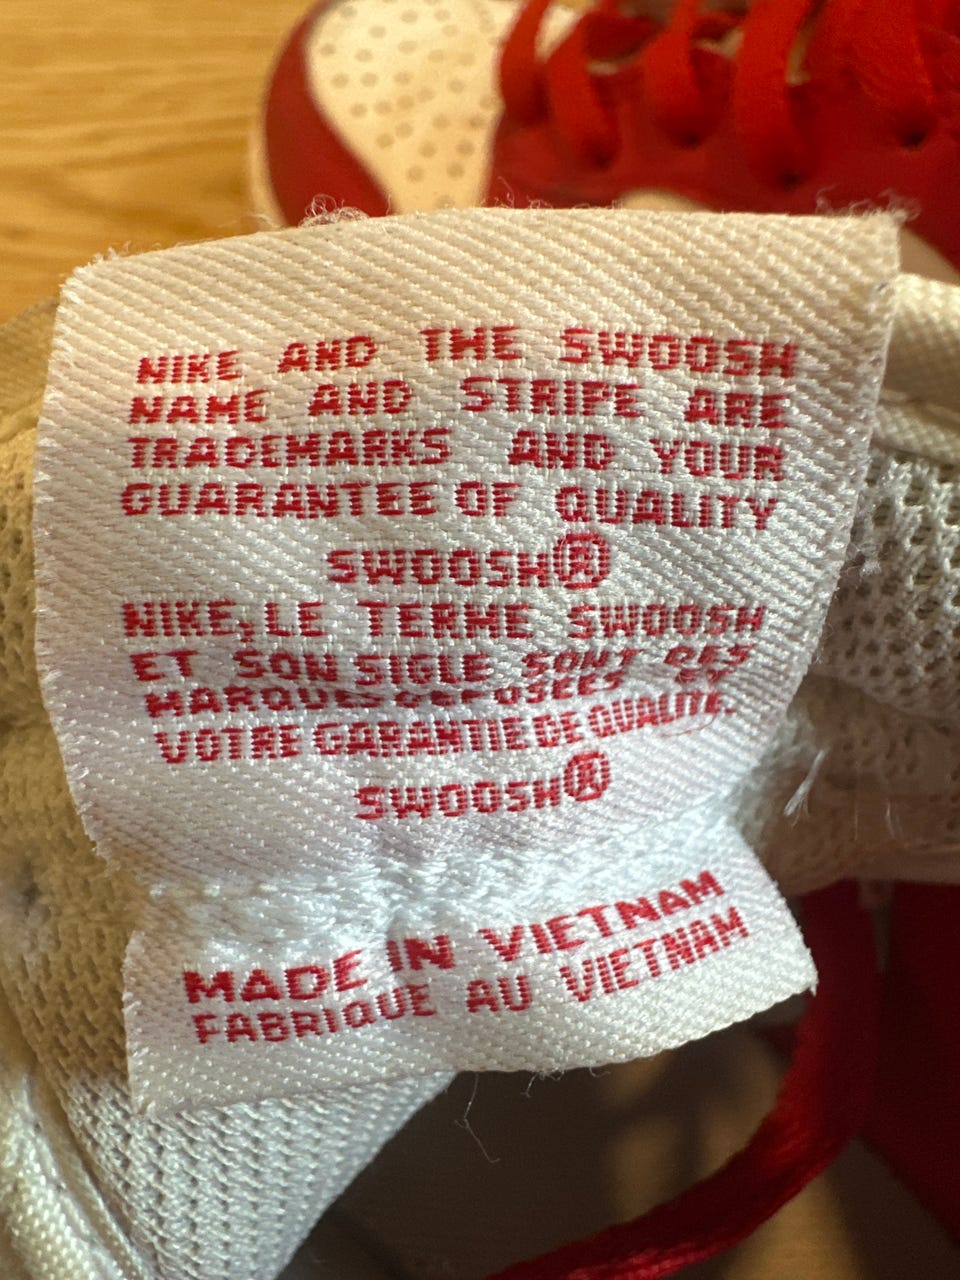 NIKE AND THE SWOOSH
NAME AND STRIPE ARE
TRADEMARKS AND YOUR
GUARANTEE OF QUALITY
SWOOSH®
NIKE, LE TERME SWOOSH
ET SON SIGLE SONT DES
MARQUES DEPOSEES ET
VOTRE GARANTIE DE QUALITE.
SWOOSH®
MADE IN VIETNAM
FABRIQUE AU VIETNAM